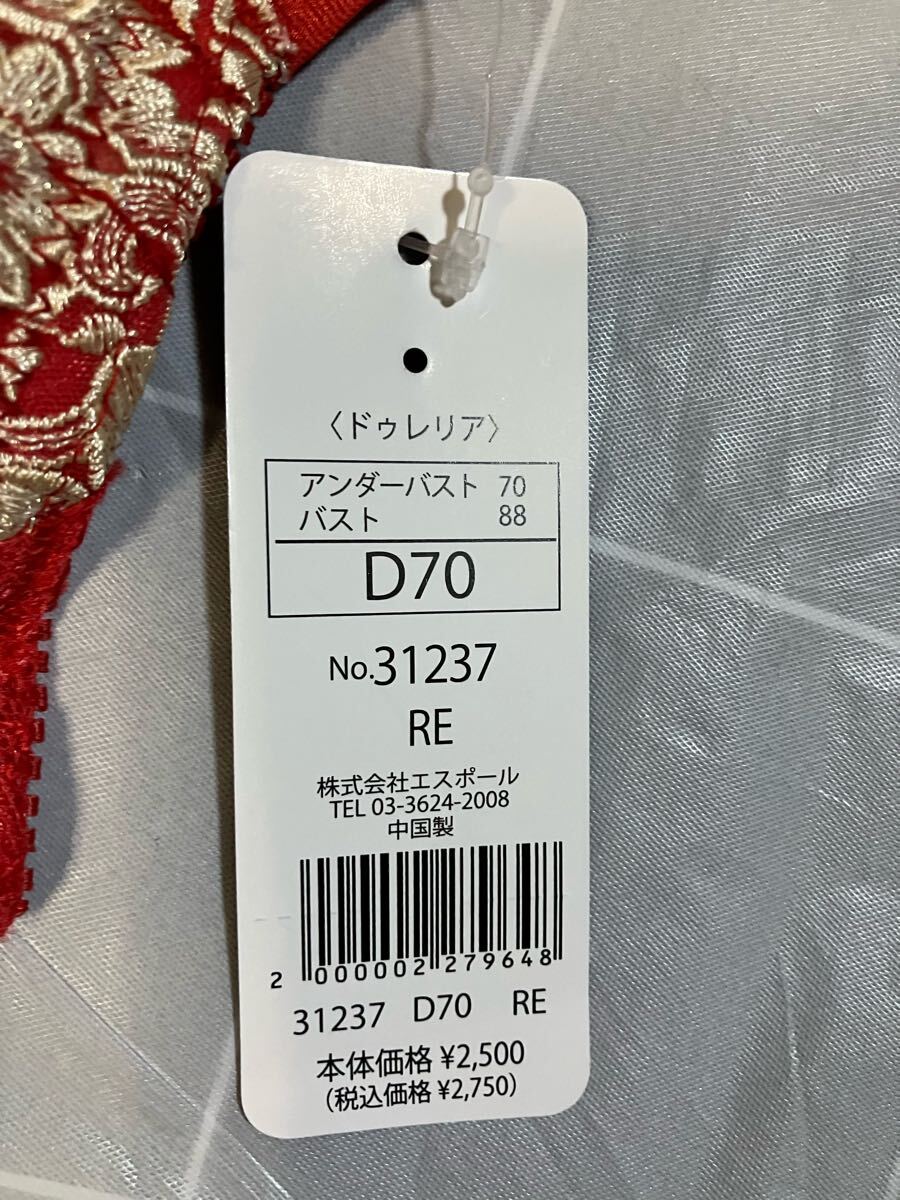 〈ドゥレリア〉
アンダーバスト 70
バスト 88
D70
No.31237
RE
株式会社エスポール
TEL 03-3624-2008
中国製
2 000002 279648
31237 D70 RE
本体価格 ¥2,500
(税込価格 ¥2,750)